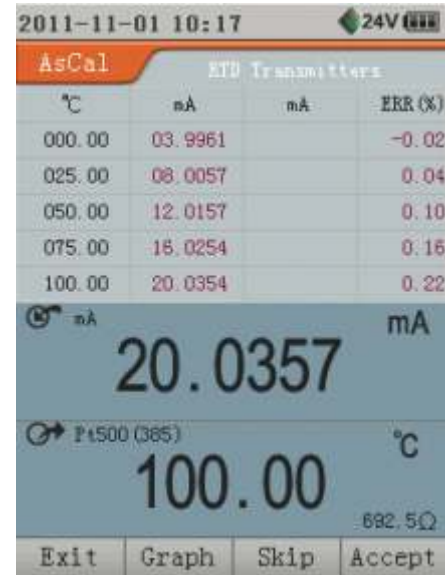 2011-11-01 10:17 24V
AsCal RTD Transmitters
℃ mA mA ERR(%)
000.00 03.9961 -0.02
025.00 08.0057 0.04
050.00 12.0157 0.10
075.00 16.0254 0.16
100.00 20.0354 0.22
mA mA
20.0357
Pt500(385) ℃
100.00
692.5Ω
Exit Graph Skip Accept